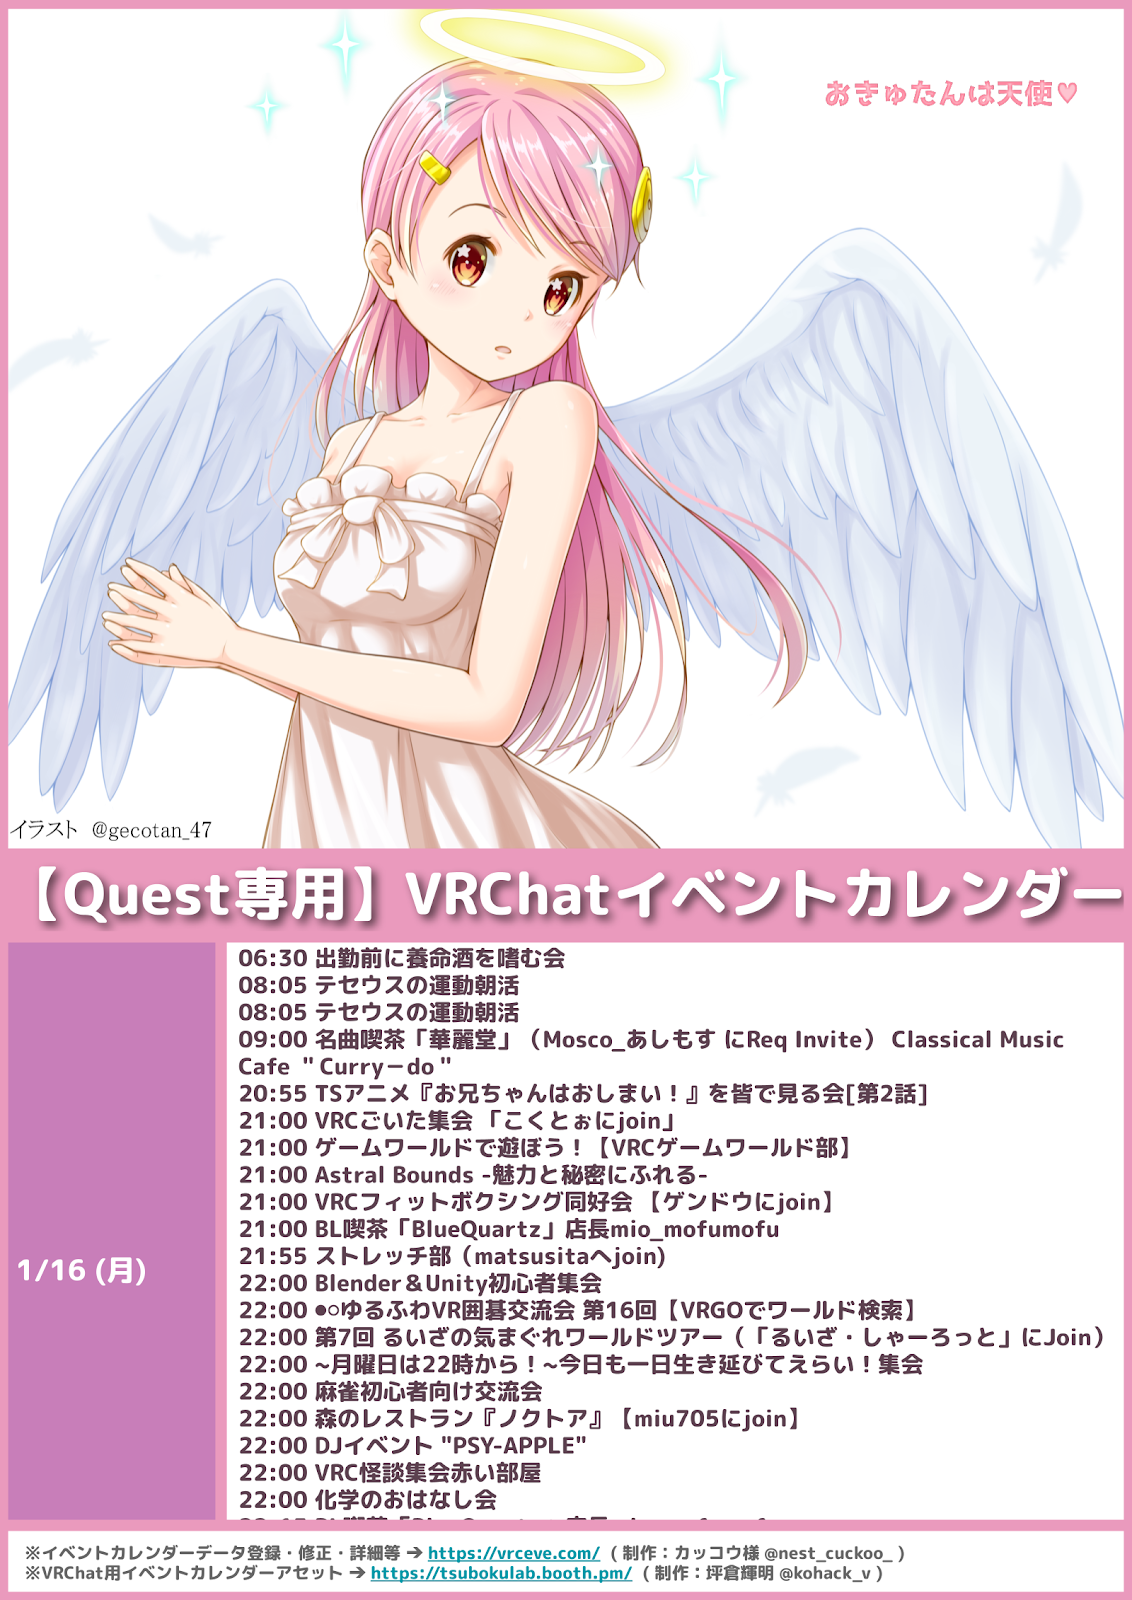 おきゅたんは天使♥
イラスト @gecotan_47
【Quest専用】VRChatイベントカレンダー
1/16 (月)
06:30 出勤前に養命酒を嗜む会
08:05 テセウスの運動朝活
08:05 テセウスの運動朝活
09:00 名曲喫茶「華麗堂」（Mosco_あしもす にReq Invite） Classical Music
Cafe ＂Curryーdo＂
20:55 TSアニメ『お兄ちゃんはおしまい！』を皆で見る会[第2話]
21:00 VRCごいた集会 「こくとぉにjoin」
21:00 ゲームワールドで遊ぼう！【VRCゲームワールド部】
21:00 Astral Bounds -魅力と秘密にふれる-
21:00 VRCフィットボクシング同好会 【ゲンドウにjoin】
21:00 BL喫茶「BlueQuartz」店長mio_mofumofu
21:55 ストレッチ部（matsusitaへjoin)
22:00 Blender＆Unity初心者集会
22:00 ●○ゆるふわVR囲碁交流会 第16回【VRGOでワールド検索】
22:00 第7回 るいざの気まぐれワールドツアー（「るいざ・しゃーろっと」にJoin）
22:00 ~月曜日は22時から！~今日も一日生き延びてえらい！集会
22:00 麻雀初心者向け交流会
22:00 森のレストラン『ノクトア』【miu705にjoin】
22:00 DJイベント "PSY-APPLE"
22:00 VRC怪談集会赤い部屋
22:00 化学のおはなし会
※イベントカレンダーデータ登録・修正・詳細等 ➔ https://vrceve.com/ （制作：カッコウ様 @nest_cuckoo_ ）
※VRChat用イベントカレンダーアセット ➔ https://tsubokulab.booth.pm/ （制作：坪倉輝明 @kohack_v ）